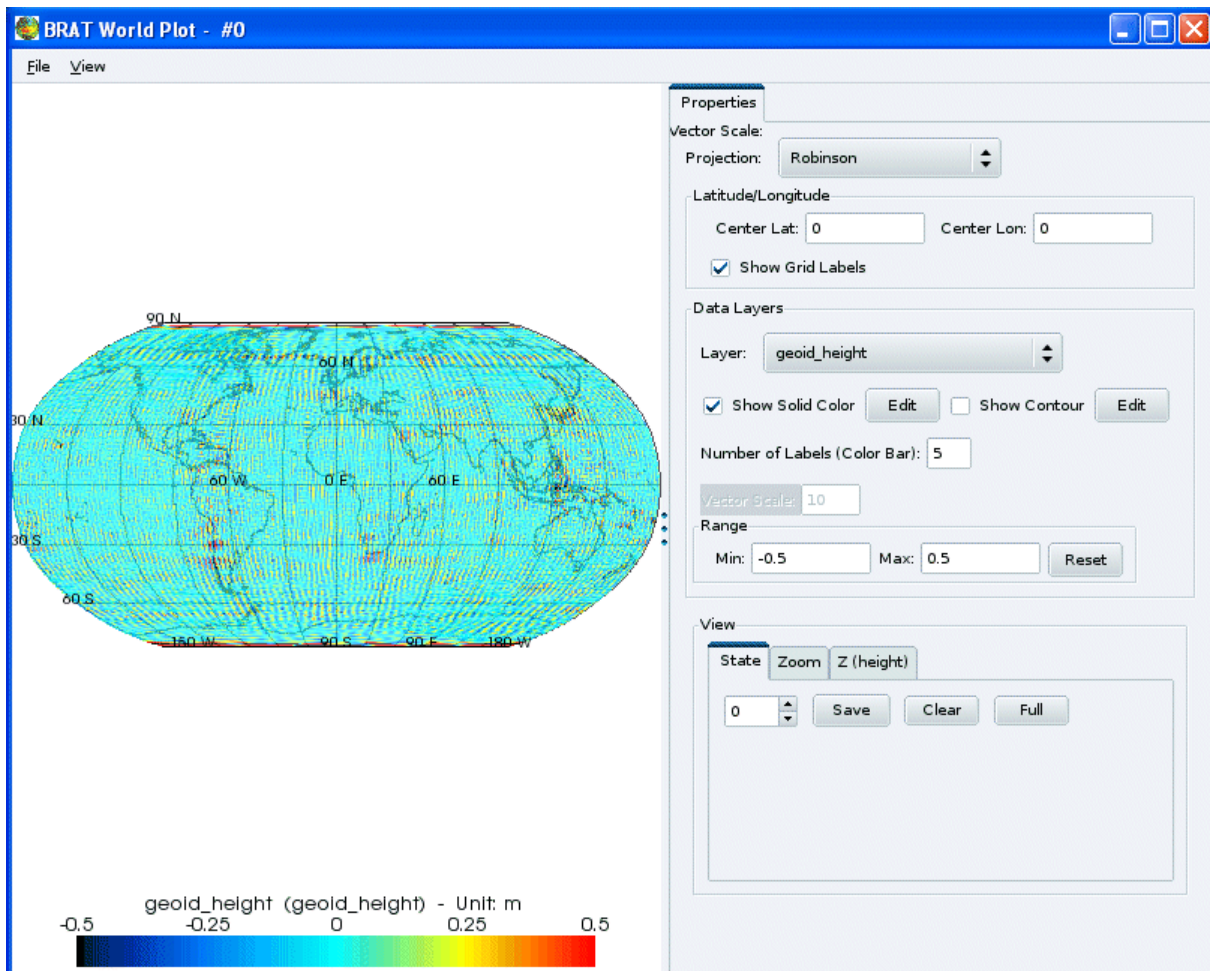 BRAT World Plot - #0
File View
Properties
Vector Scale:
Projection: Robinson
Latitude/Longitude
Center Lat: 0 Center Lon: 0
Show Grid Labels
Data Layers
Layer: geoid_height
Show Solid Color Edit Show Contour Edit
Number of Labels (Color Bar): 5
Vector Scale: 10
Range
Min: -0.5 Max: 0.5 Reset
View
State Zoom Z (height)
0 Save Clear Full
90 N
60 N
30 N
60 W 0 E 60 E
30 S
60 S
150 W 90 S 90 E 180 W
geoid_height (geoid_height) - Unit: m
-0.5 -0.25 0 0.25 0.5